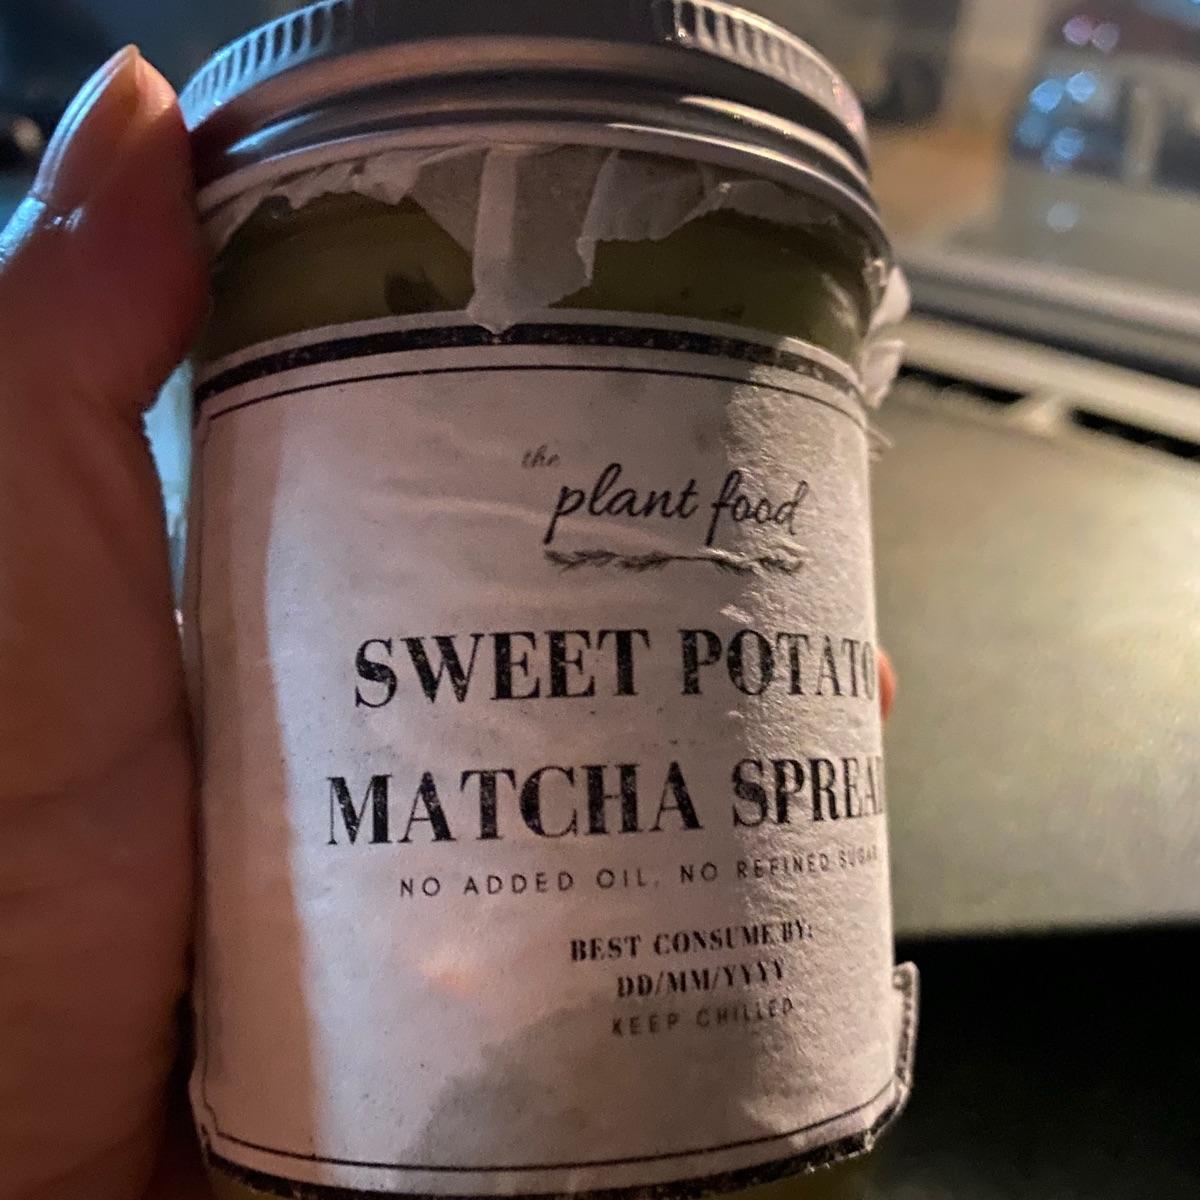 the
plant food
SWEET POTATO
MATCHA SPREAD
NO ADDED OIL, NO REFINED SUGAR
BEST CONSUME BY:
DD/MM/YYYY
KEEP CHILLED